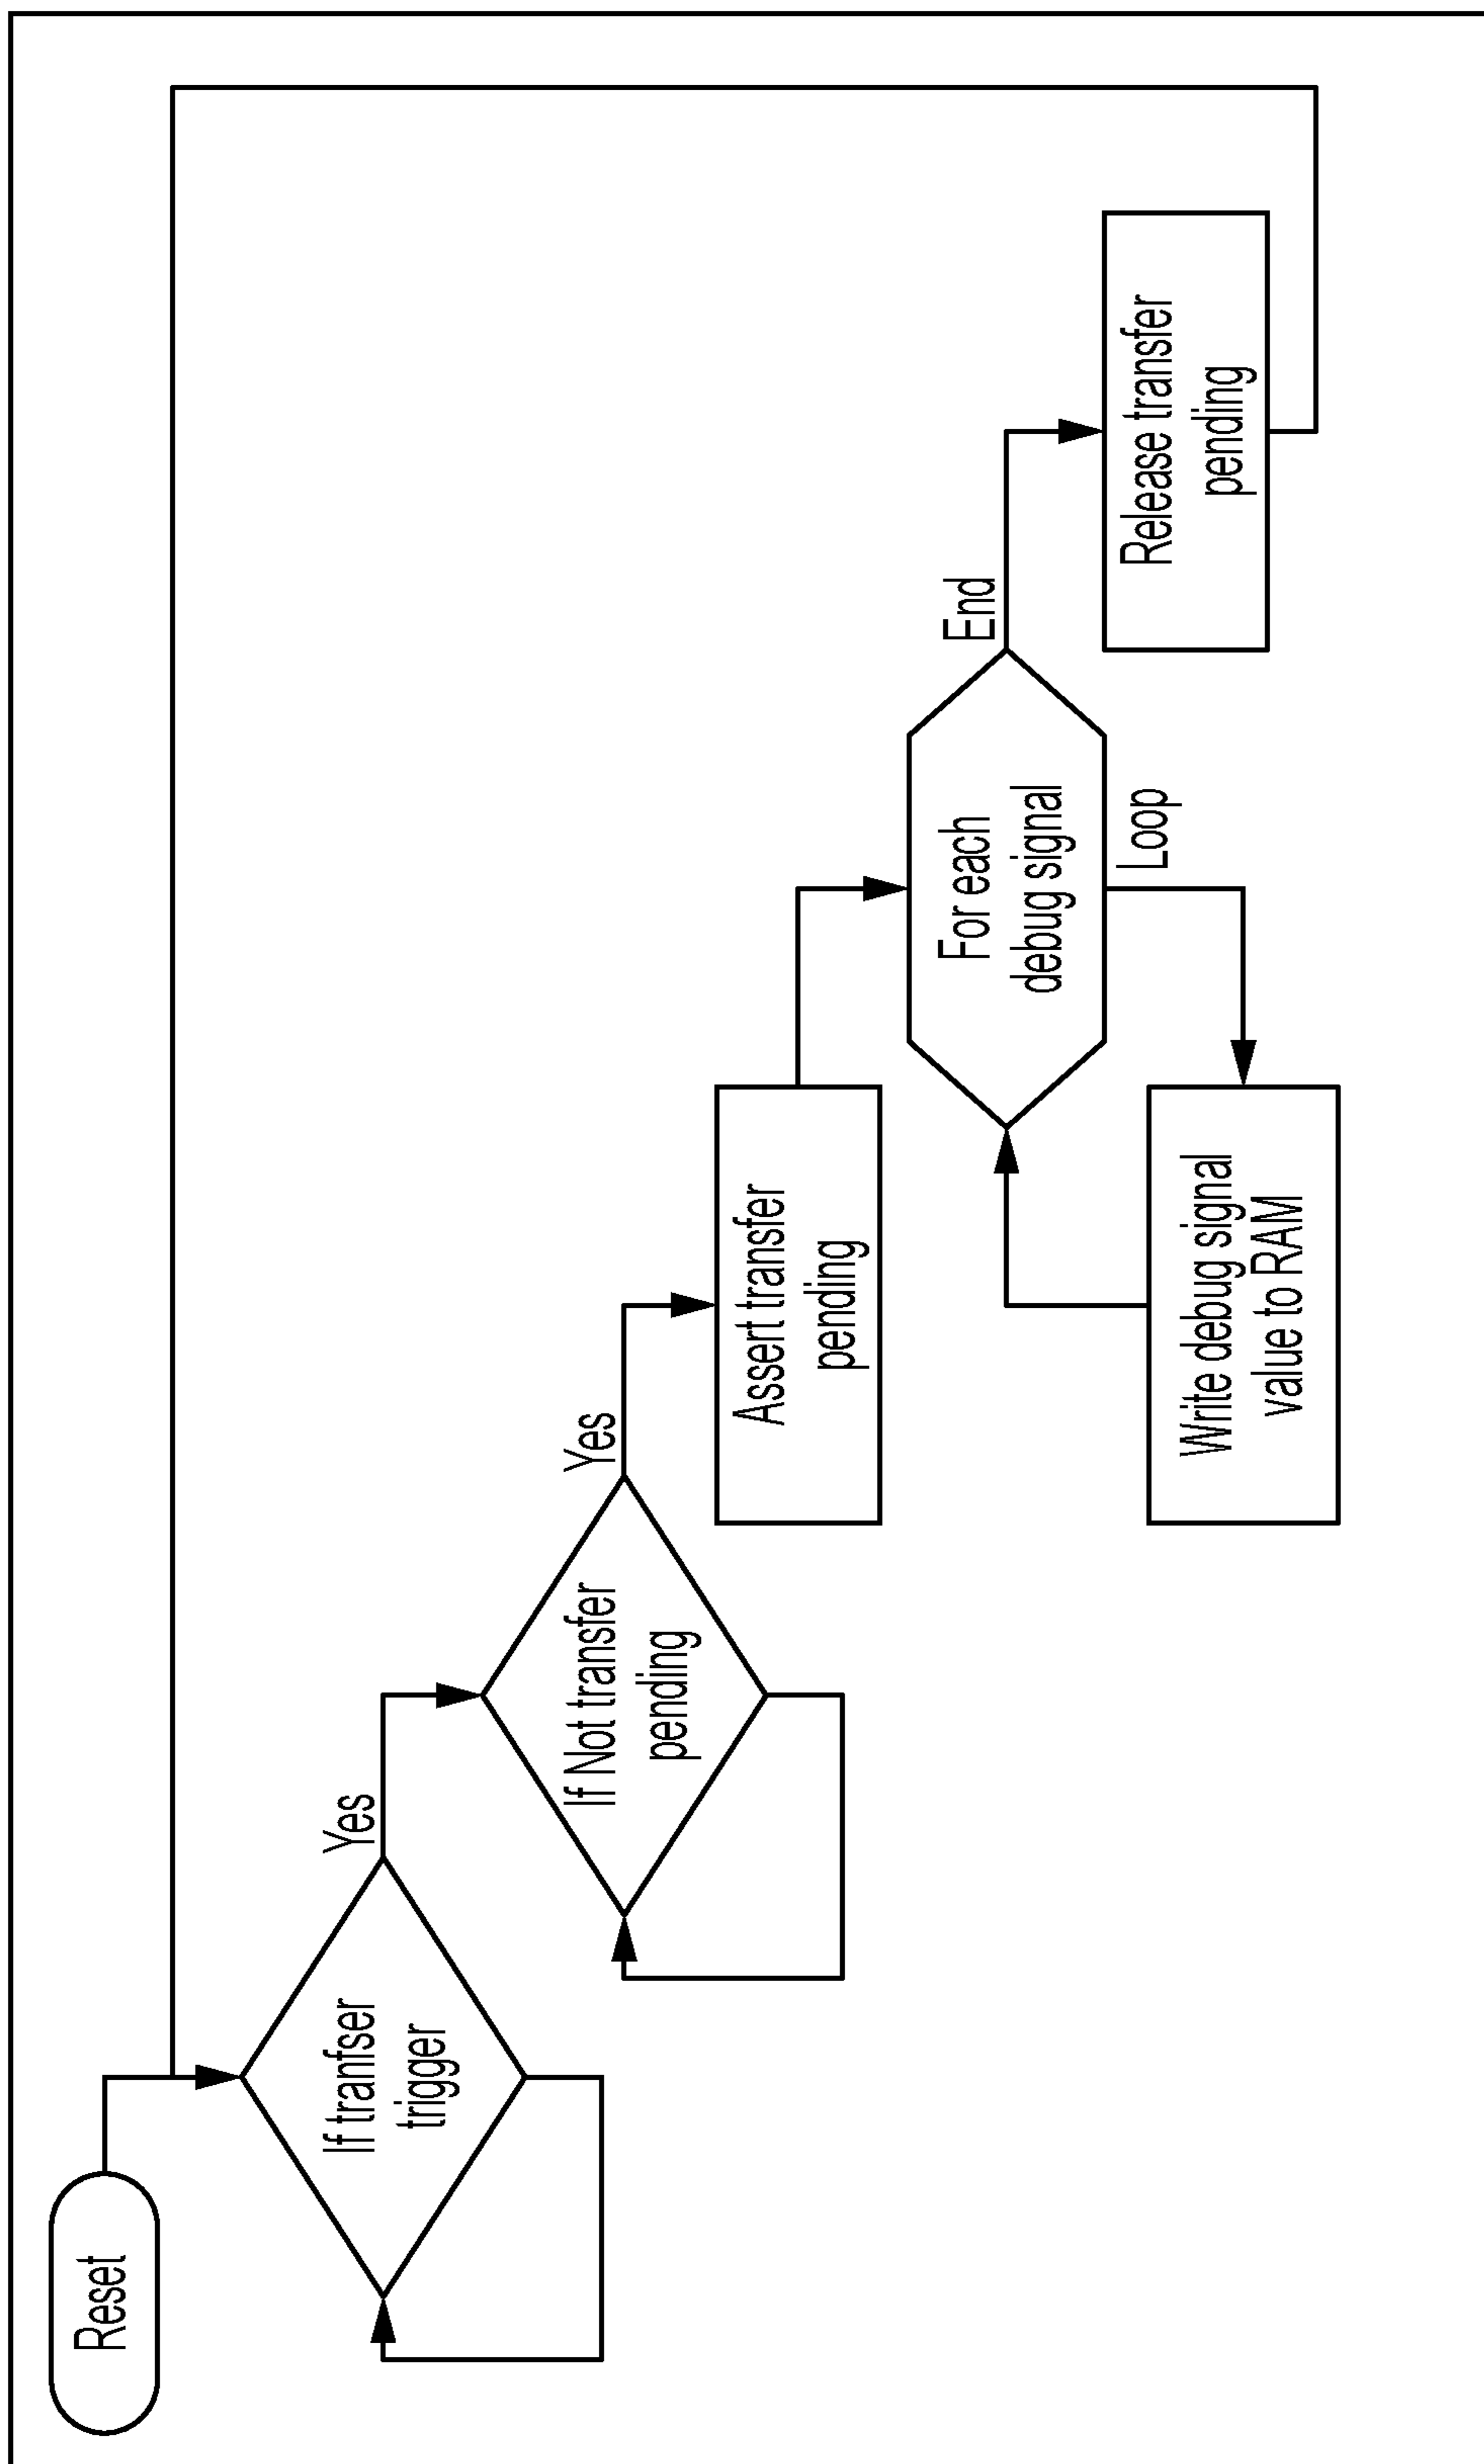 Reset
If tranfser
trigger
Yes
If Not transfer
pending
Yes
Assert transfer
pending
For each
debug signal
End
Loop
Write debug signal
value to RAM
Release transfer
pending